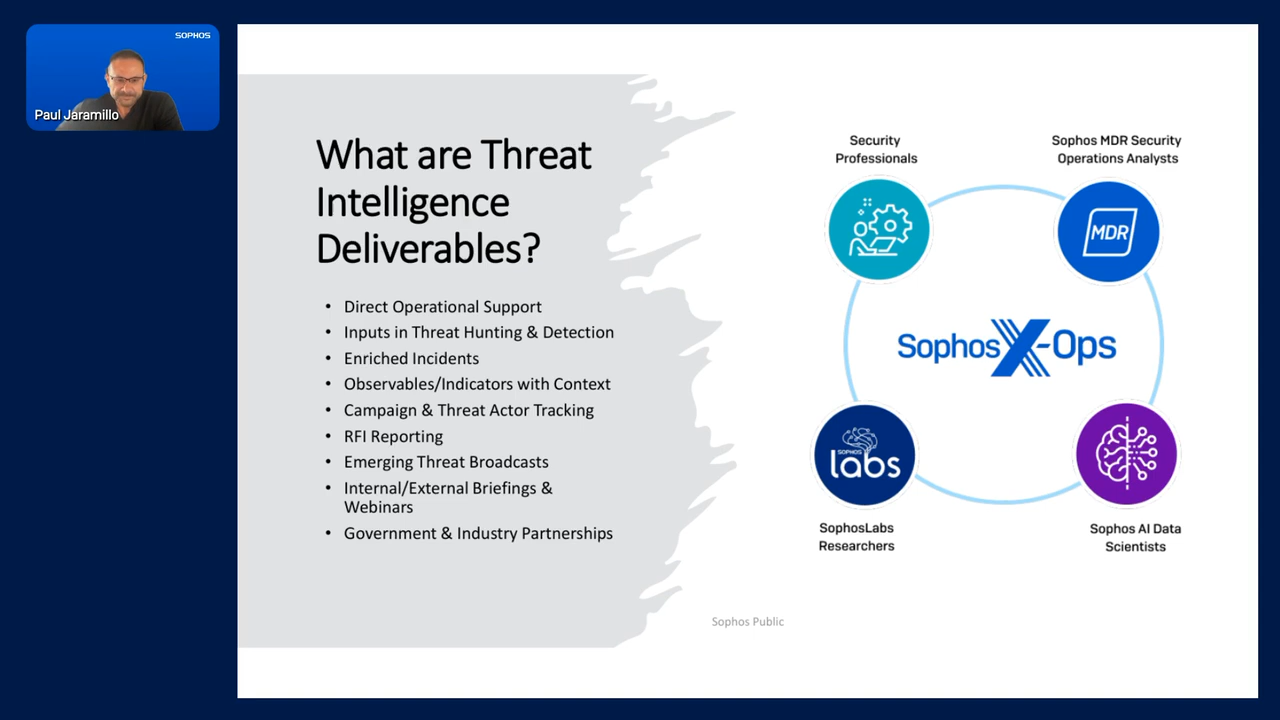 SOPHOS
Paul Jaramillo
What are Threat
Intelligence
Deliverables?
• Direct Operational Support
• Inputs in Threat Hunting & Detection
• Enriched Incidents
• Observables/Indicators with Context
• Campaign & Threat Actor Tracking
• RFI Reporting
• Emerging Threat Broadcasts
• Internal/External Briefings &
Webinars
• Government & Industry Partnerships
Security
Professionals
Sophos MDR Security
Operations Analysts
MDR
Sophos X-Ops
SOPHOS
labs
SophosLabs
Researchers
Sophos AI Data
Scientists
Sophos Public